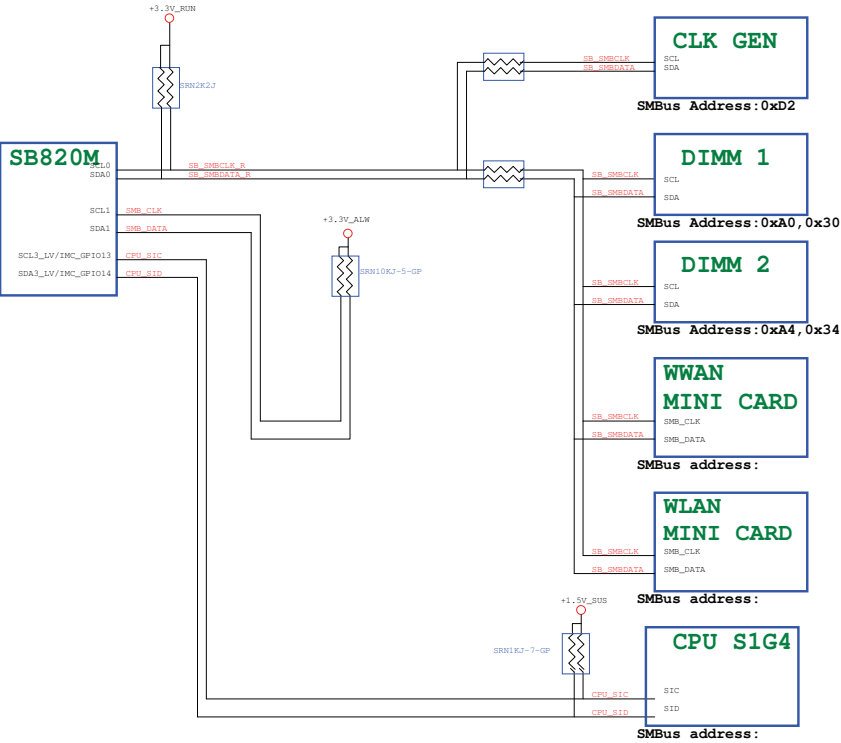 +3.3V_RUN
SRN2K2J
SB820M
SCL0
SDA0
SB_SMBCLK_R
SB_SMBDATA_R
SCL1
SMB_CLK
SDA1
SMB_DATA
SCL3_LV/IMC_GPIO13
CPU_SIC
SDA3_LV/IMC_GPIO14
CPU_SID
+3.3V_ALW
SRN10KJ-5-GP
CLK GEN
SB_SMBCLK
SCL
SB_SMBDATA
SDA
SMBus Address:0xD2
DIMM 1
SB_SMBCLK
SCL
SB_SMBDATA
SDA
SMBus Address:0xA0,0x30
DIMM 2
SB_SMBCLK
SCL
SB_SMBDATA
SDA
SMBus Address:0xA4,0x34
WWAN
MINI CARD
SB_SMBCLK
SMB_CLK
SB_SMBDATA
SMB_DATA
SMBus address:
WLAN
MINI CARD
SB_SMBCLK
SMB_CLK
SB_SMBDATA
SMB_DATA
SMBus address:
+1.5V_SUS
SRN1KJ-7-GP
CPU S1G4
CPU_SIC
SIC
CPU_SID
SID
SMBus address: